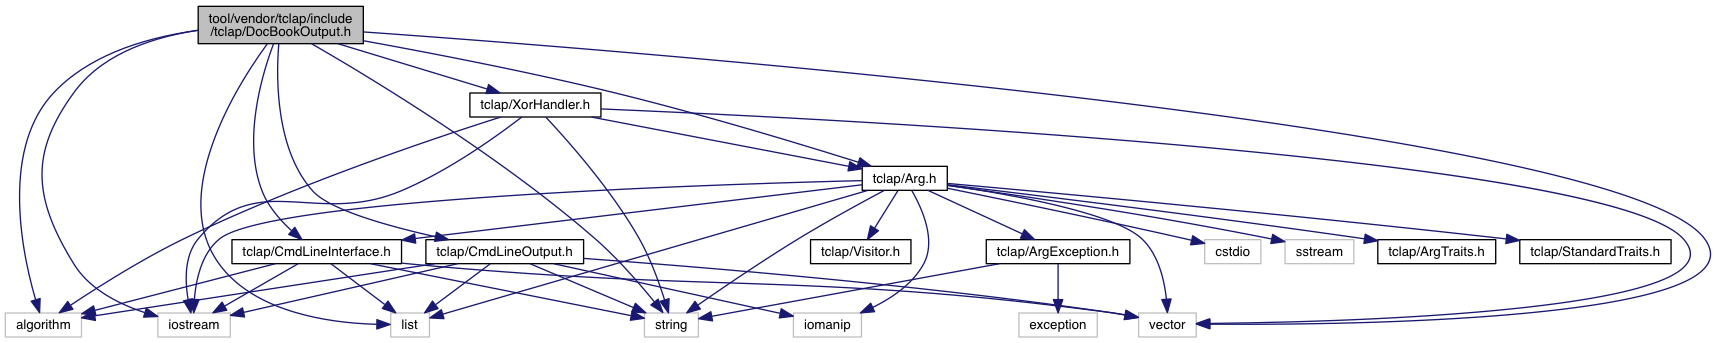 tool/vendor/tclap/include
/tclap/DocBookOutput.h
tclap/XorHandler.h
tclap/Arg.h
tclap/CmdLineInterface.h
tclap/CmdLineOutput.h
tclap/Visitor.h
tclap/ArgException.h
cstdio
sstream
tclap/ArgTraits.h
tclap/StandardTraits.h
algorithm
iostream
list
string
iomanip
exception
vector